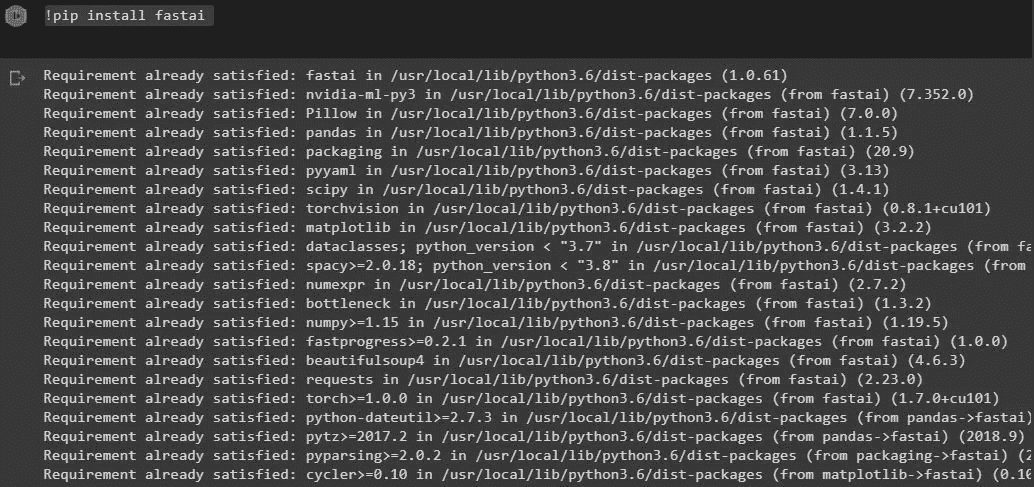 !pip install fastai
Requirement already satisfied: fastai in /usr/local/lib/python3.6/dist-packages (1.0.61)
Requirement already satisfied: nvidia-ml-py3 in /usr/local/lib/python3.6/dist-packages (from fastai) (7.352.0)
Requirement already satisfied: Pillow in /usr/local/lib/python3.6/dist-packages (from fastai) (7.0.0)
Requirement already satisfied: pandas in /usr/local/lib/python3.6/dist-packages (from fastai) (1.1.5)
Requirement already satisfied: packaging in /usr/local/lib/python3.6/dist-packages (from fastai) (20.9)
Requirement already satisfied: pyyaml in /usr/local/lib/python3.6/dist-packages (from fastai) (3.13)
Requirement already satisfied: scipy in /usr/local/lib/python3.6/dist-packages (from fastai) (1.4.1)
Requirement already satisfied: torchvision in /usr/local/lib/python3.6/dist-packages (from fastai) (0.8.1+cu101)
Requirement already satisfied: matplotlib in /usr/local/lib/python3.6/dist-packages (from fastai) (3.2.2)
Requirement already satisfied: dataclasses; python_version < "3.7" in /usr/local/lib/python3.6/dist-packages (from fa
Requirement already satisfied: spacy>=2.0.18; python_version < "3.8" in /usr/local/lib/python3.6/dist-packages (from
Requirement already satisfied: numexpr in /usr/local/lib/python3.6/dist-packages (from fastai) (2.7.2)
Requirement already satisfied: bottleneck in /usr/local/lib/python3.6/dist-packages (from fastai) (1.3.2)
Requirement already satisfied: numpy>=1.15 in /usr/local/lib/python3.6/dist-packages (from fastai) (1.19.5)
Requirement already satisfied: fastprogress>=0.2.1 in /usr/local/lib/python3.6/dist-packages (from fastai) (1.0.0)
Requirement already satisfied: beautifulsoup4 in /usr/local/lib/python3.6/dist-packages (from fastai) (4.6.3)
Requirement already satisfied: requests in /usr/local/lib/python3.6/dist-packages (from fastai) (2.23.0)
Requirement already satisfied: torch>=1.0.0 in /usr/local/lib/python3.6/dist-packages (from fastai) (1.7.0+cu101)
Requirement already satisfied: python-dateutil>=2.7.3 in /usr/local/lib/python3.6/dist-packages (from pandas->fastai)
Requirement already satisfied: pytz>=2017.2 in /usr/local/lib/python3.6/dist-packages (from pandas->fastai) (2018.9)
Requirement already satisfied: pyparsing>=2.0.2 in /usr/local/lib/python3.6/dist-packages (from packaging->fastai) (2
Requirement already satisfied: cycler>=0.10 in /usr/local/lib/python3.6/dist-packages (from matplotlib->fastai) (0.10